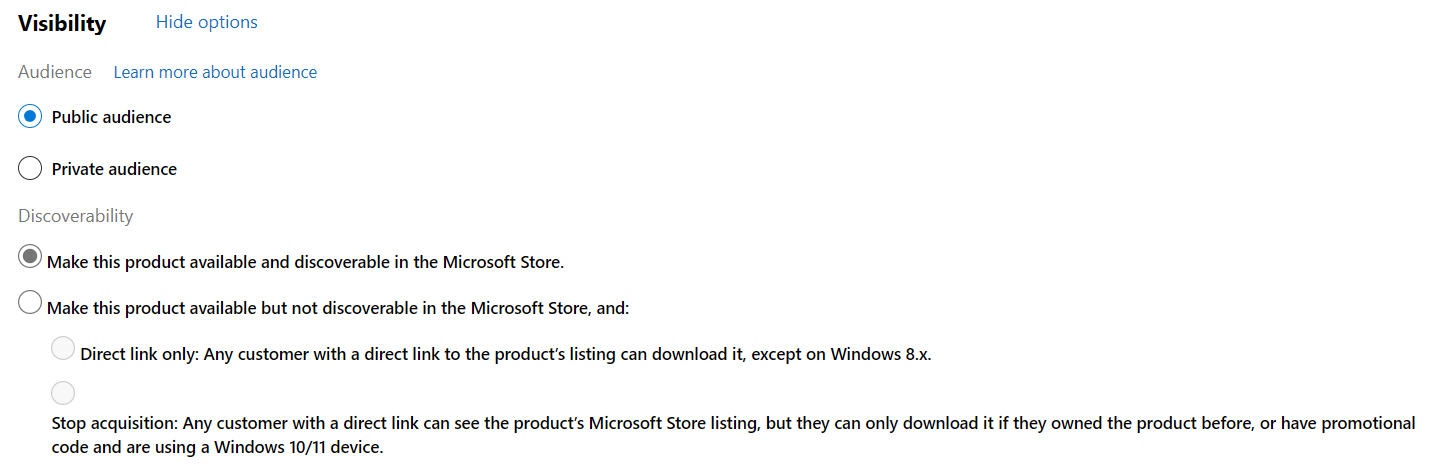 Visibility Hide options
Audience Learn more about audience
Public audience
Private audience
Discoverability
Make this product available and discoverable in the Microsoft Store.
Make this product available but not discoverable in the Microsoft Store, and:
Direct link only: Any customer with a direct link to the product’s listing can download it, except on Windows 8.x.
Stop acquisition: Any customer with a direct link can see the product’s Microsoft Store listing, but they can only download it if they owned the product before, or have promotional
code and are using a Windows 10/11 device.